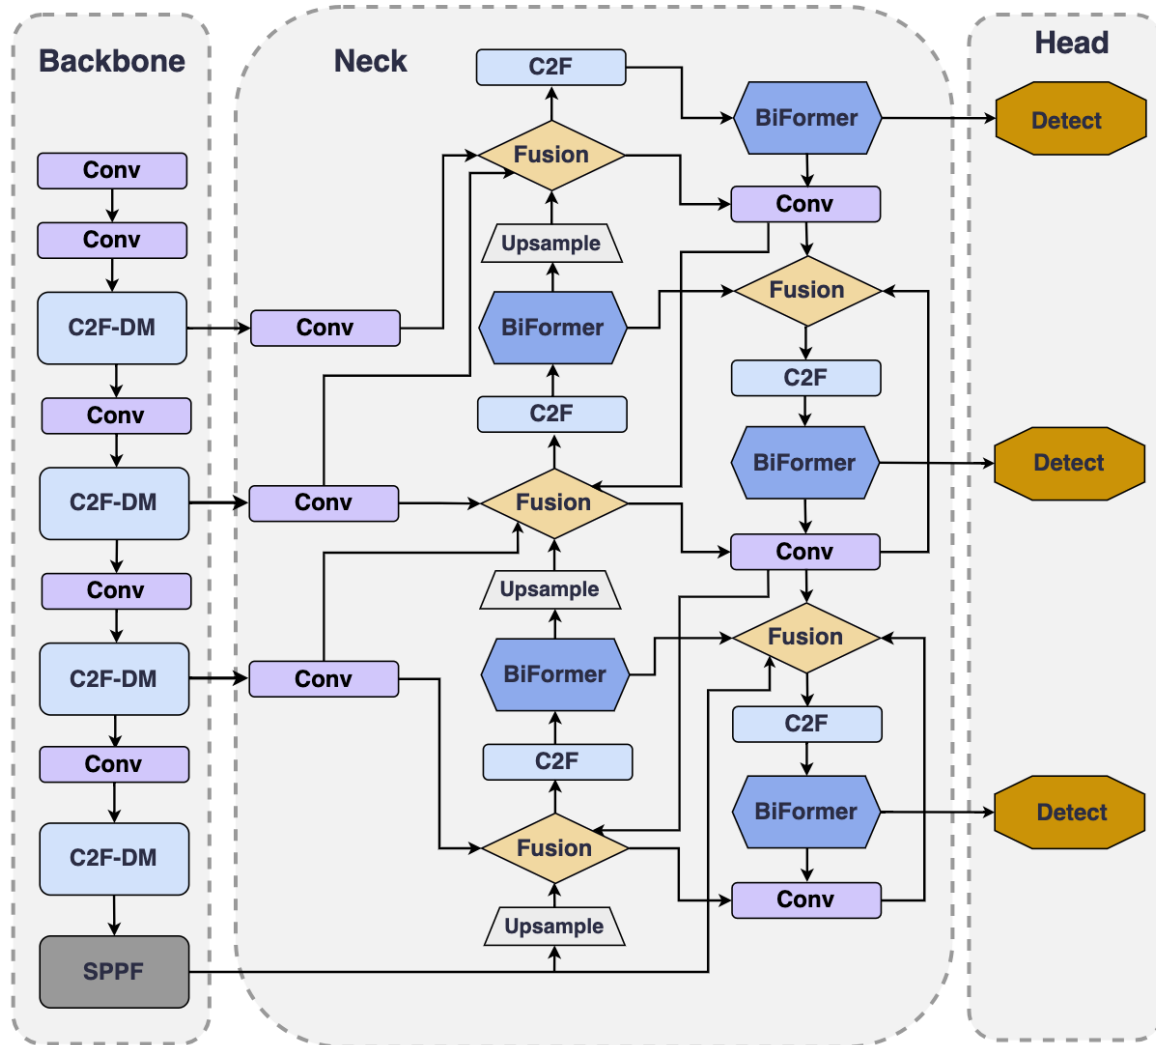 Backbone
Conv
Conv
C2F-DM
Conv
C2F-DM
Conv
C2F-DM
Conv
C2F-DM
SPPF
Neck
Conv
Conv
Conv
C2F
Fusion
Upsample
BiFormer
C2F
Fusion
Upsample
BiFormer
C2F
Fusion
Upsample
BiFormer
Conv
Fusion
C2F
BiFormer
Conv
Fusion
C2F
BiFormer
Conv
Head
Detect
Detect
Detect